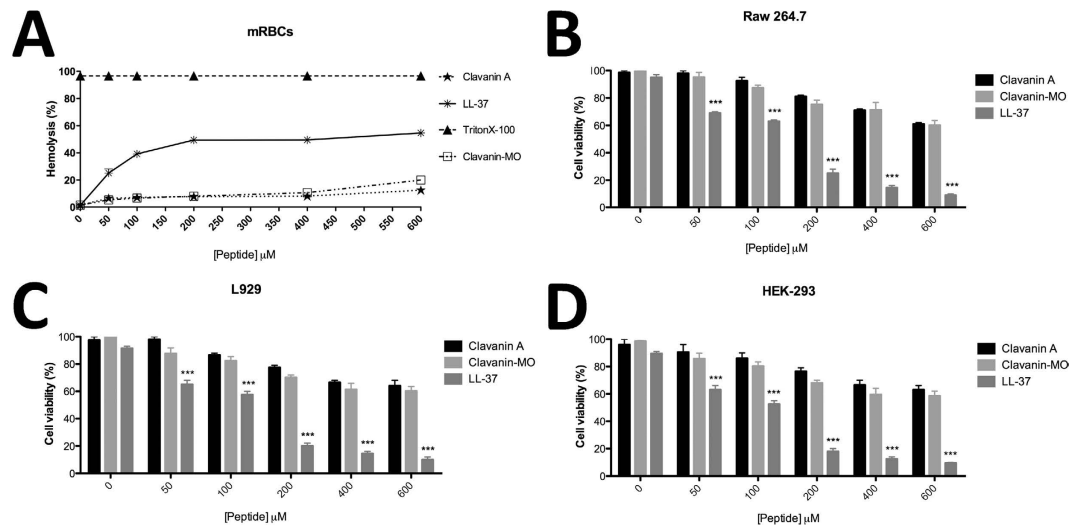 A
mRBCs
Hemolysis (%)
100
80
60
40
20
0
0 50 100 150 200 250 300 350 400 450 500 550 600
[Peptide] µM
Clavanin A
LL-37
TritonX-100
Clavanin-MO
B
Raw 264.7
Cell viability (%)
100
80
60
40
20
0
*** *** *** *** ***
0 50 100 200 400 600
[Peptide] µM
Clavanin A
Clavanin-MO
LL-37
C
L929
Cell viability (%)
100
80
60
40
20
0
*** *** *** *** ***
0 50 100 200 400 600
[Peptide] µM
Clavanin A
Clavanin-MO
LL-37
D
HEK-293
Cell viability (%)
100
80
60
40
20
0
*** *** *** *** ***
0 50 100 200 400 600
[Peptide] µM
Clavanin A
Clavanin-MO
LL-37